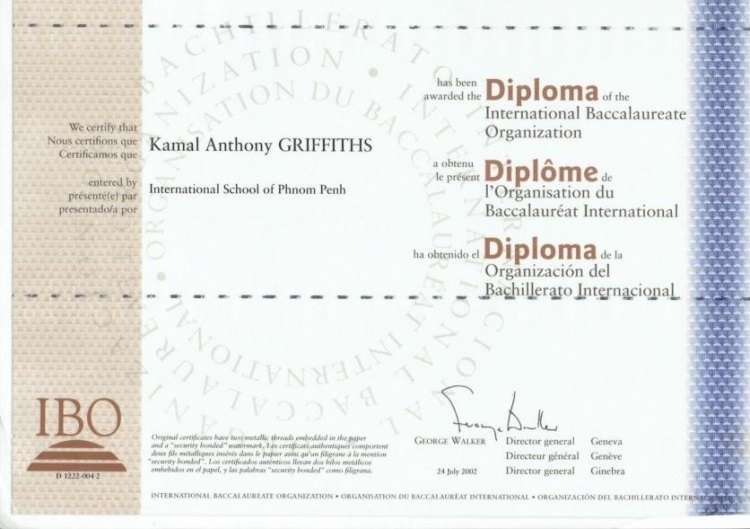 We certify that
Nous certifions que
Certificamos que
Kamal Anthony GRIFFITHS
entered by
présenté(e) par
presentado/a por
International School of Phnom Penh
has been
awarded the Diploma of the
International Baccalaureate
Organization
a obtenu
le présent Diplôme de
l'Organisation du
Baccalauréat International
ha obtenido el Diploma de la
Organización del
Bachillerato Internacional
IBO
D 1222-004 2
Original certificates have two metallic threads embedded in the paper
and a "security bonded" watermark. Les certificats authentiques comportent
deux fils métalliques insérés dans le papier ainsi qu'un filigrane à la mention
"security bonded". Los certificados auténticos llevan dos hilos metálicos
embebidos en el papel, y las palabras "security bonded" como filigrana.
GEORGE WALKER Director general Geneva
Directeur général Genève
24 July 2002 Director general Ginebra
INTERNATIONAL BACCALAUREATE ORGANIZATION • ORGANISATION DU BACCALAURÉAT INTERNATIONAL • ORGANIZACIÓN DEL BACHILLERATO